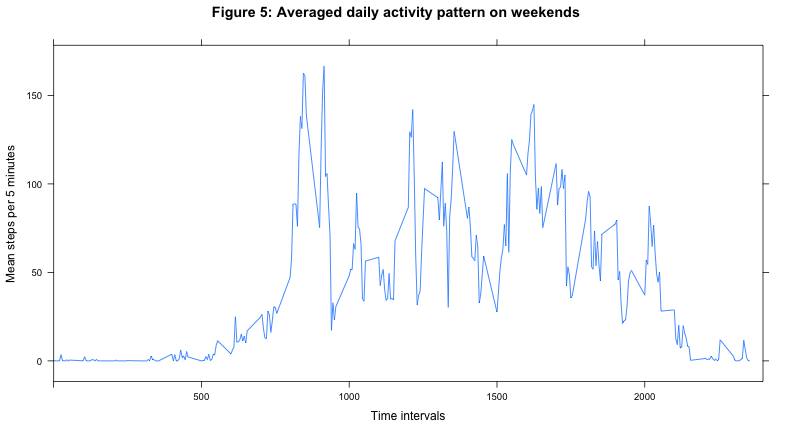 Figure 5: Averaged daily activity pattern on weekends
Mean steps per 5 minutes
150
100
50
0
500
1000
1500
2000
Time intervals